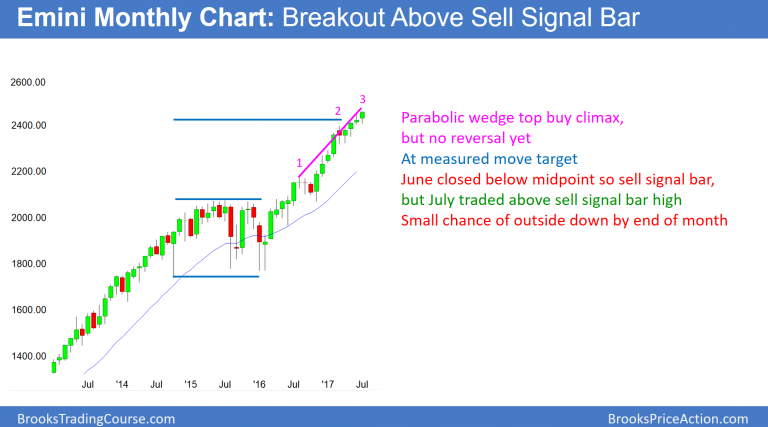 Emini Monthly Chart: Breakout Above Sell Signal Bar
2600.00
2400.00
2200.00
2000.00
1800.00
1600.00
1400.00
1
2
3
Jul
'14
Jul
'15
Jul
'16
Jul
'17
Jul
Parabolic wedge top buy climax,
but no reversal yet
At measured move target
June closed below midpoint so sell signal bar,
but July traded above sell signal bar high
Small chance of outside down by end of month
BrooksTradingCourse.com
BrooksPriceAction.com